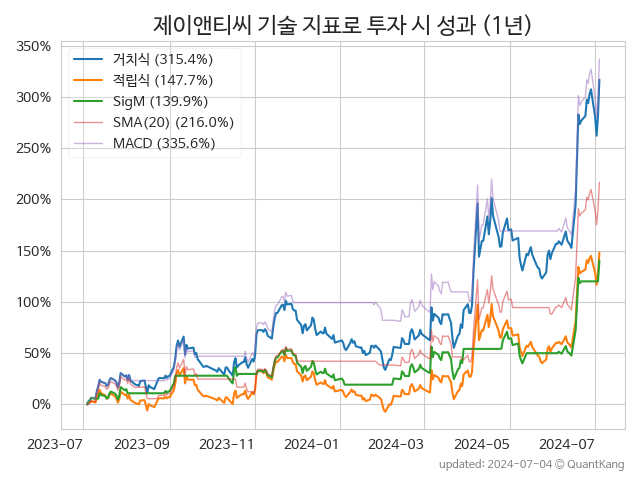 제이앤티씨 기술 지표로 투자 시 성과 (1년)
350%
300%
250%
200%
150%
100%
50%
0%
거치식 (315.4%)
적립식 (147.7%)
SigM (139.9%)
SMA(20) (216.0%)
MACD (335.6%)
2023-07
2023-09
2023-11
2024-01
2024-03
2024-05
2024-07
updated: 2024-07-04 ⓒ QuantKang